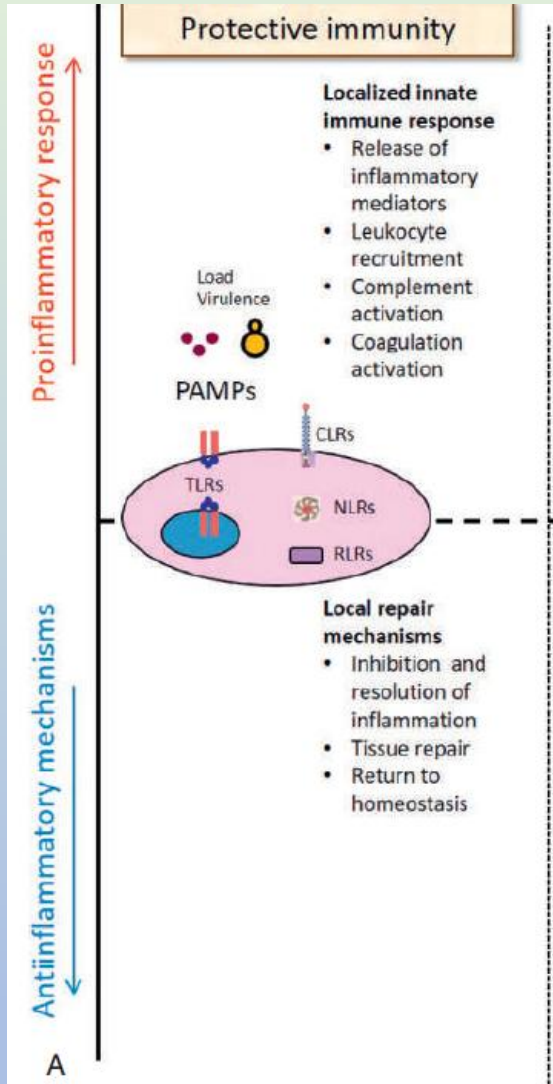 Protective immunity
Proinflammatory response
Localized innate
immune response
• Release of
inflammatory
mediators
• Leukocyte
recruitment
• Complement
activation
• Coagulation
activation
Load
Virulence
PAMPs
CLRs
TLRs
NLRs
RLRs
Antiinflammatory mechanisms
Local repair
mechanisms
• Inhibition and
resolution of
inflammation
• Tissue repair
• Return to
homeostasis
A